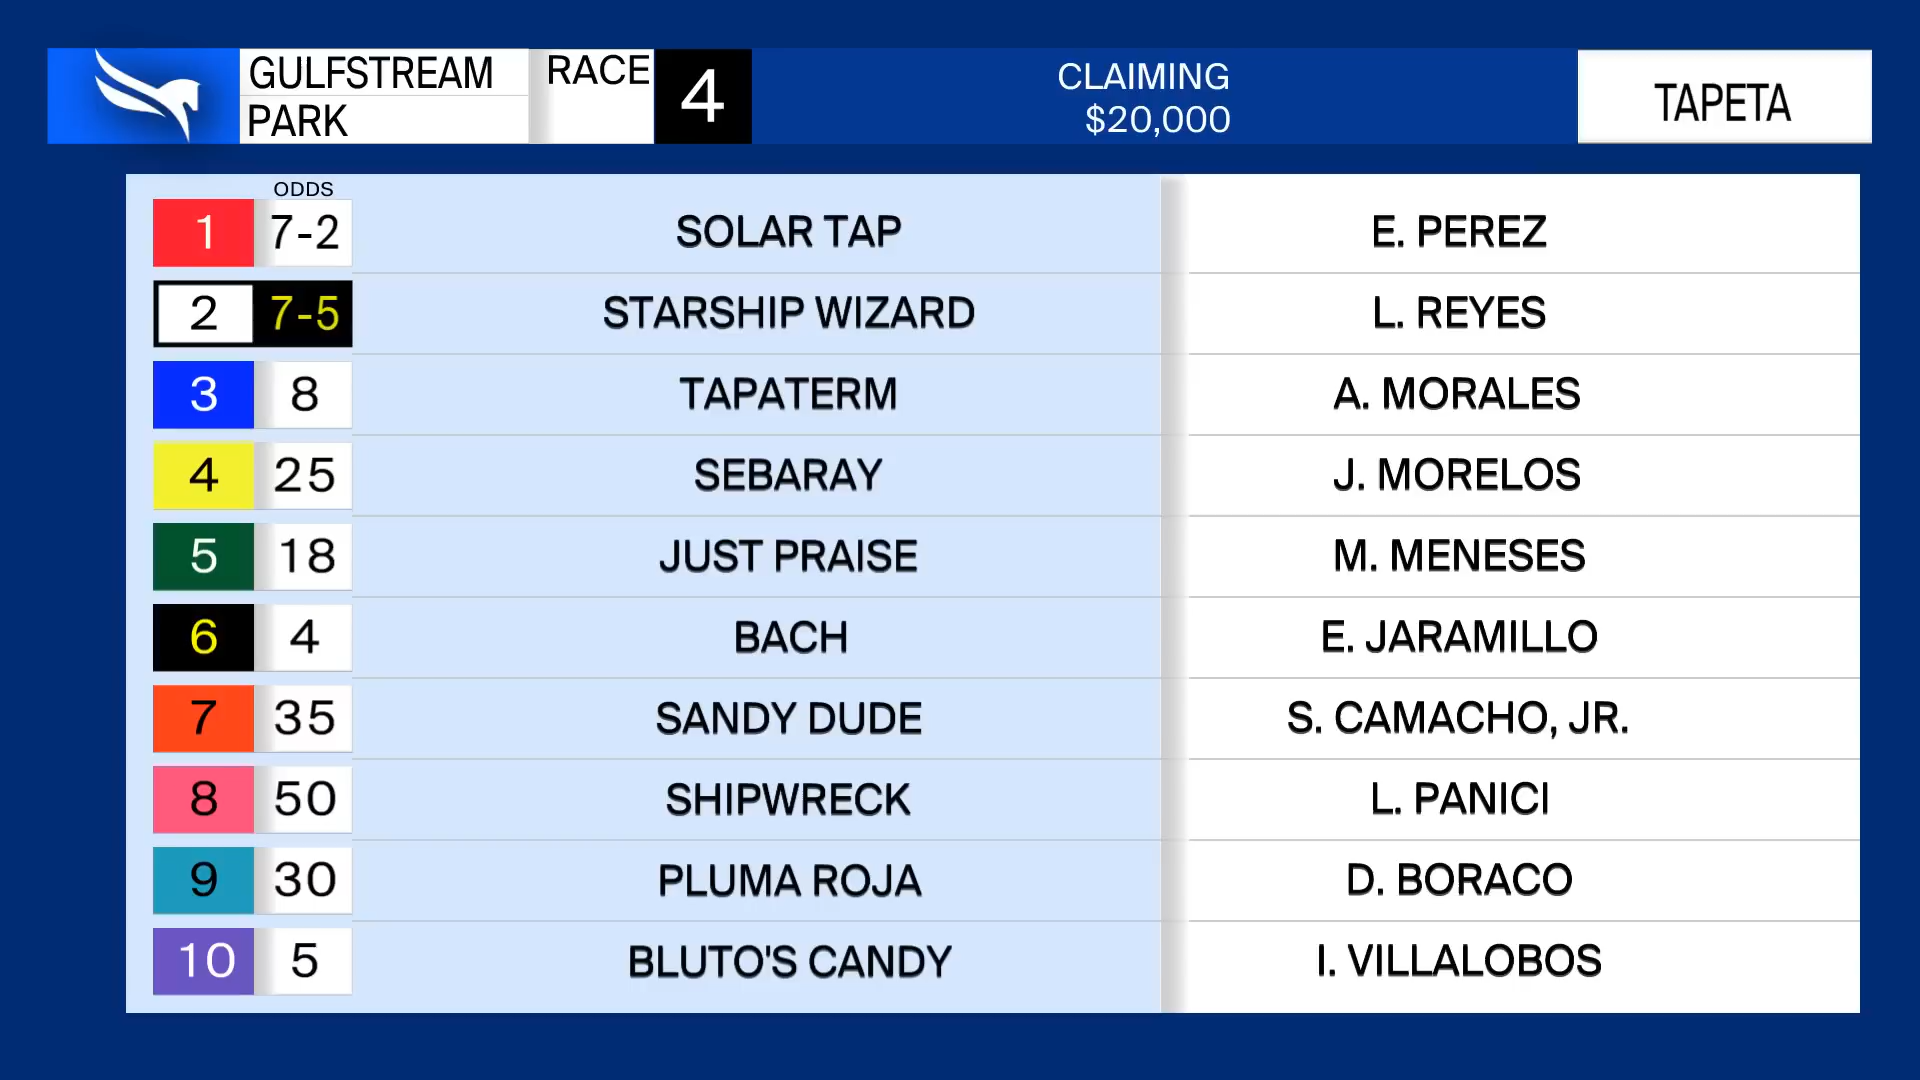 GULFSTREAM
PARK
RACE
4
CLAIMING
$20,000
TAPETA
ODDS
1 7-2 SOLAR TAP E. PEREZ
2 7-5 STARSHIP WIZARD L. REYES
3 8 TAPATERM A. MORALES
4 25 SEBARAY J. MORELOS
5 18 JUST PRAISE M. MENESES
6 4 BACH E. JARAMILLO
7 35 SANDY DUDE S. CAMACHO, JR.
8 50 SHIPWRECK L. PANICI
9 30 PLUMA ROJA D. BORACO
10 5 BLUTO'S CANDY I. VILLALOBOS